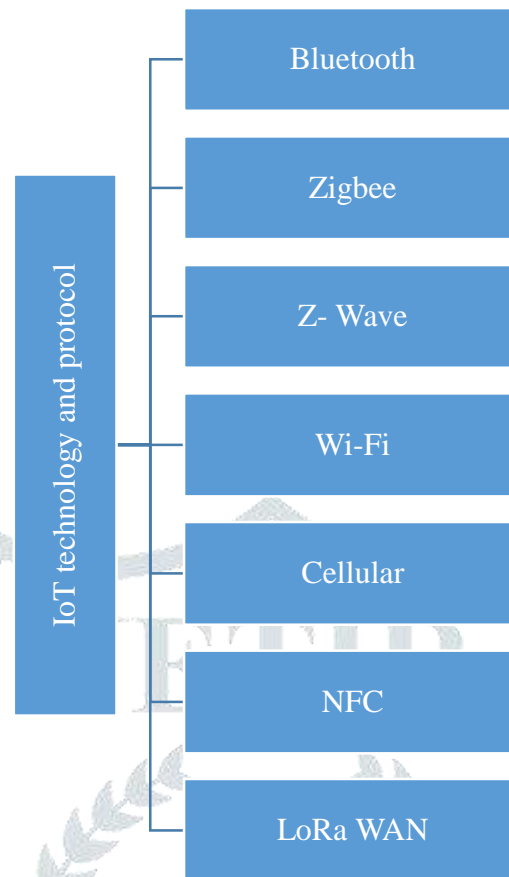 IoT technology and protocol
Bluetooth
Zigbee
Z- Wave
Wi-Fi
Cellular
NFC
LoRa WAN